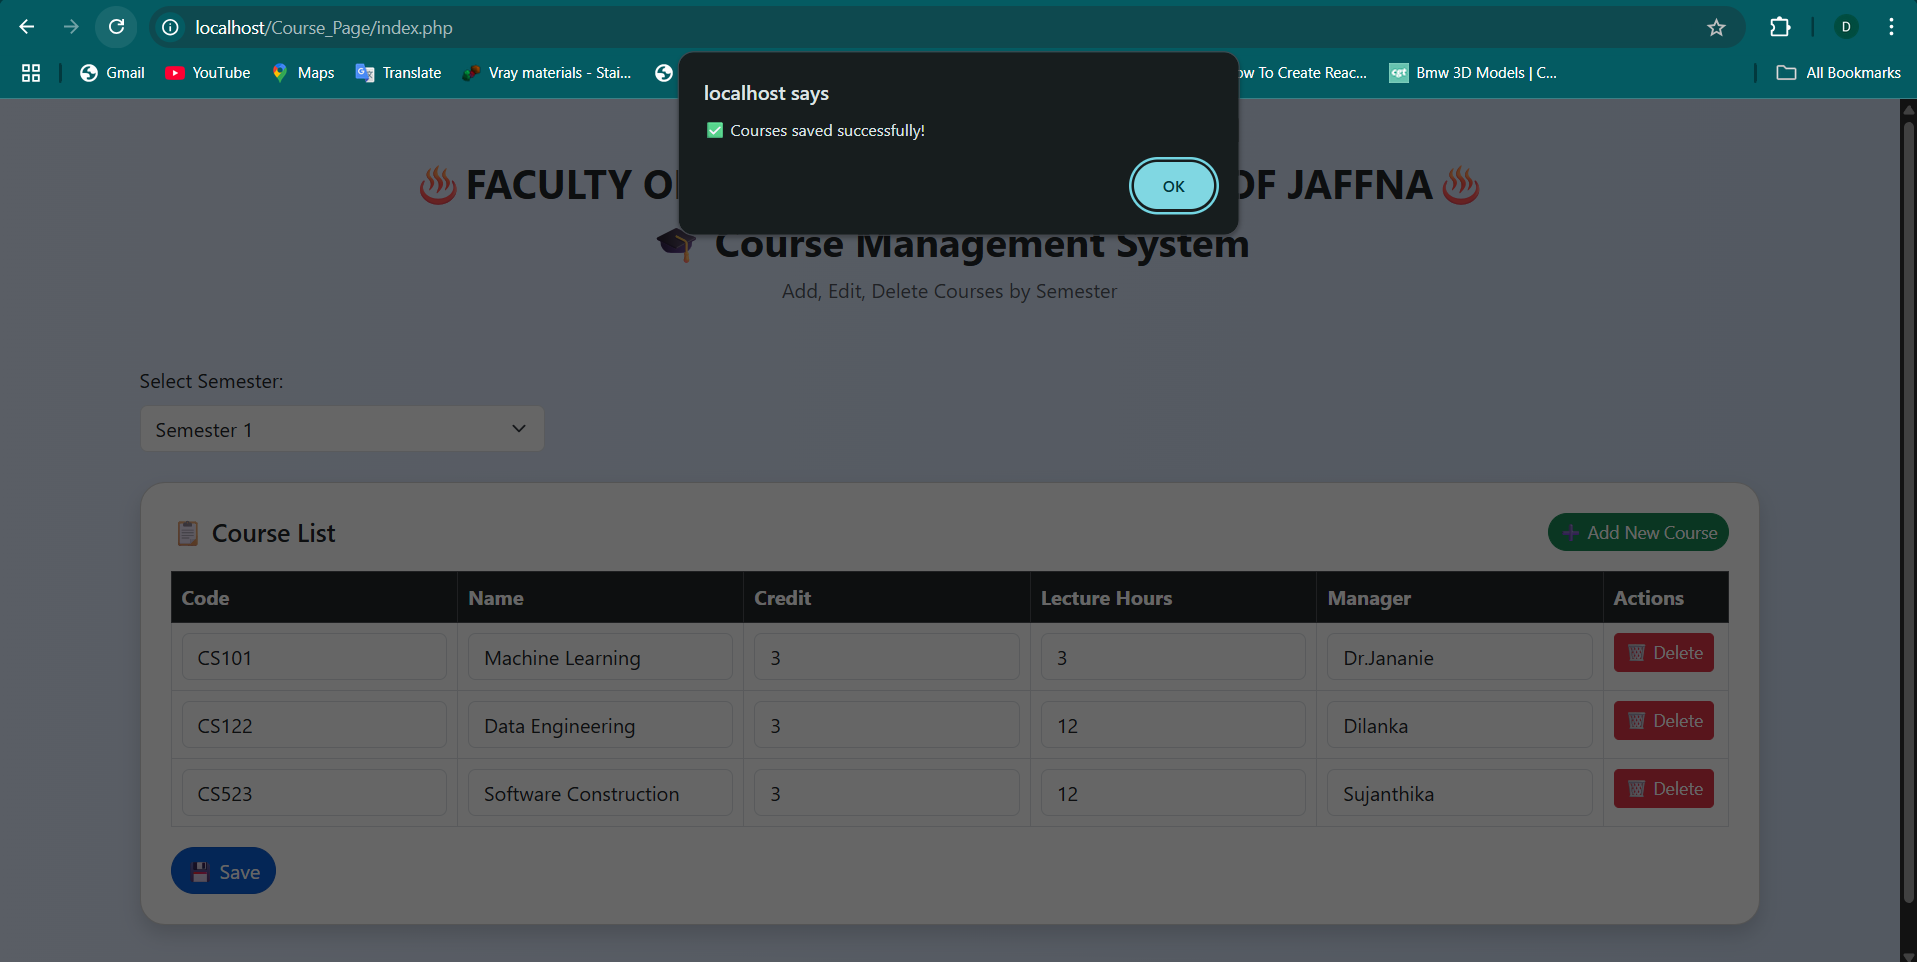 localhost/Course_Page/index.php
D
Gmail YouTube Maps Translate Vray materials - Stai... To Create Reac... cgt Bmw 3D Models | C... All Bookmarks
localhost says
✅ Courses saved successfully!
OK
♨️FACULTY OF JAFFNA♨️
🎓 Course Management System
Add, Edit, Delete Courses by Semester
Select Semester:
Semester 1
📋 Course List
➕ Add New Course
Code Name Credit Lecture Hours Manager Actions
CS101 Machine Learning 3 3 Dr.Jananie 🗑️ Delete
CS122 Data Engineering 3 12 Dilanka 🗑️ Delete
CS523 Software Construction 3 12 Sujanthika 🗑️ Delete
💾 Save